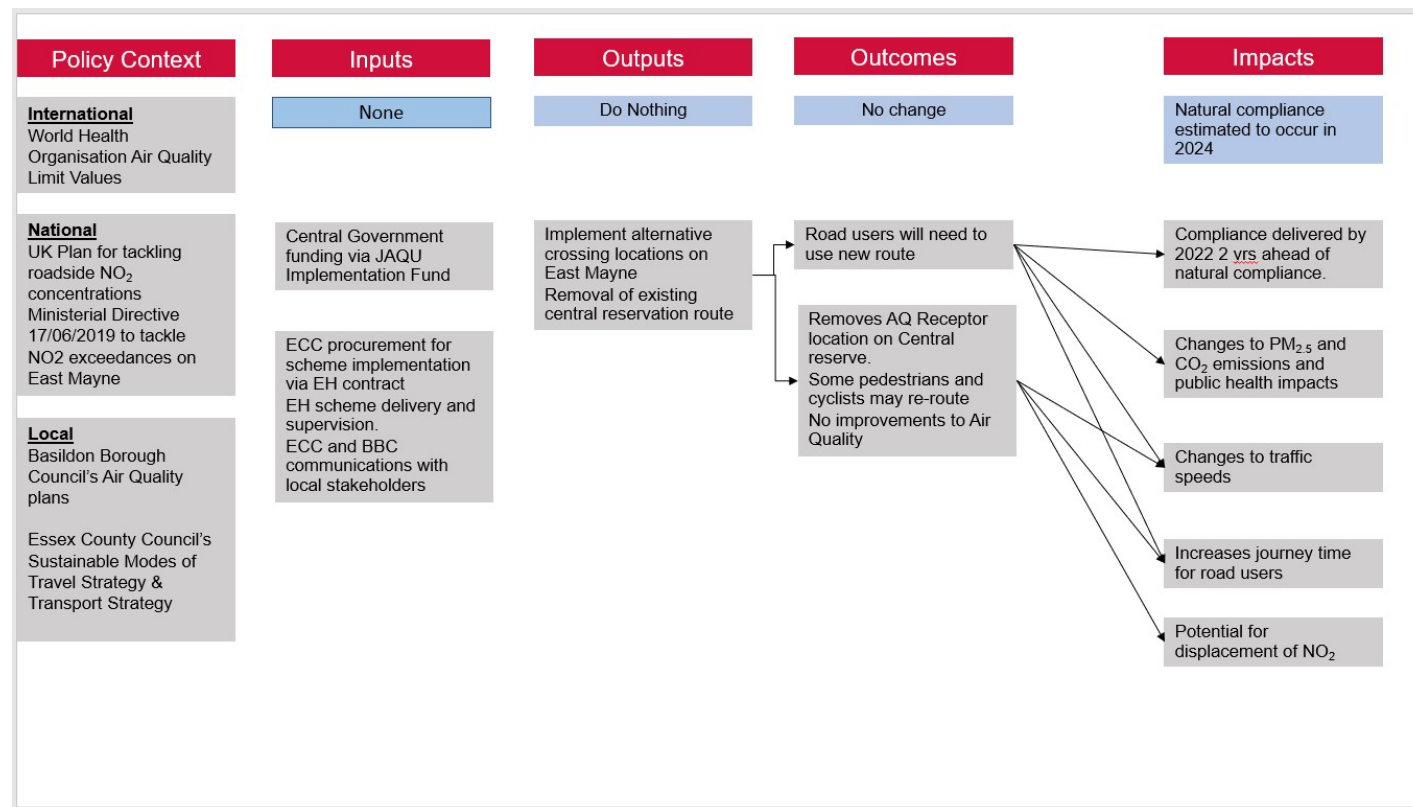 Policy Context
International
World Health
Organisation Air Quality
Limit Values
National
UK Plan for tackling
roadside NO₂
concentrations
Ministerial Directive
17/06/2019 to tackle
NO2 exceedances on
East Mayne
Local
Basildon Borough
Council’s Air Quality
plans
Essex County Council’s
Sustainable Modes of
Travel Strategy &
Transport Strategy
Inputs
None
Central Government
funding via JAQU
Implementation Fund
ECC procurement for
scheme implementation
via EH contract
EH scheme delivery and
supervision.
ECC and BBC
communications with
local stakeholders
Outputs
Do Nothing
Implement alternative
crossing locations on
East Mayne
Removal of existing
central reservation route
Outcomes
No change
Road users will need to
use new route
Removes AQ Receptor
location on Central
reserve.
Some pedestrians and
cyclists may re-route
No improvements to Air
Quality
Impacts
Natural compliance
estimated to occur in
2024
Compliance delivered by
2022 2 yrs ahead of
natural compliance.
Changes to PM₂.₅ and
CO₂ emissions and
public health impacts
Changes to traffic
speeds
Increases journey time
for road users
Potential for
displacement of NO₂